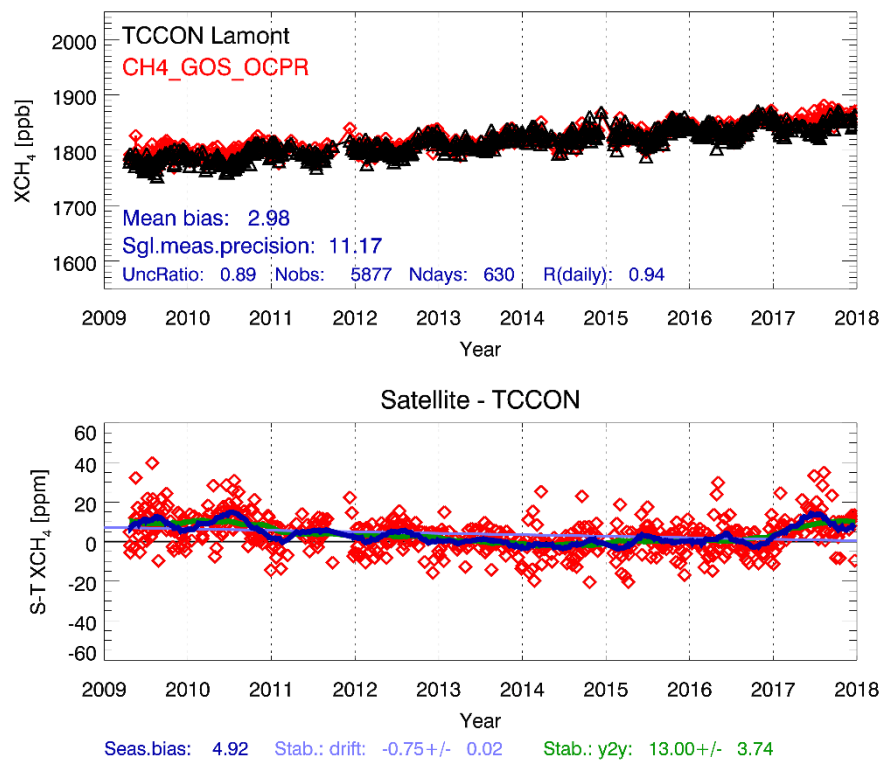 2000
TCCON Lamont
CH4_GOS_OCPR
1900
1800
1700
1600
XCH4 [ppb]
Mean bias: 2.98
Sgl.meas.precision: 11.17
UncRatio: 0.89 Nobs: 5877 Ndays: 630 R(daily): 0.94
2009 2010 2011 2012 2013 2014 2015 2016 2017 2018
Year
Satellite - TCCON
60
40
20
0
-20
-40
-60
S-T XCH4 [ppm]
2009 2010 2011 2012 2013 2014 2015 2016 2017 2018
Year
Seas.bias: 4.92 Stab.: drift: -0.75+/- 0.02 Stab.: y2y: 13.00+/- 3.74